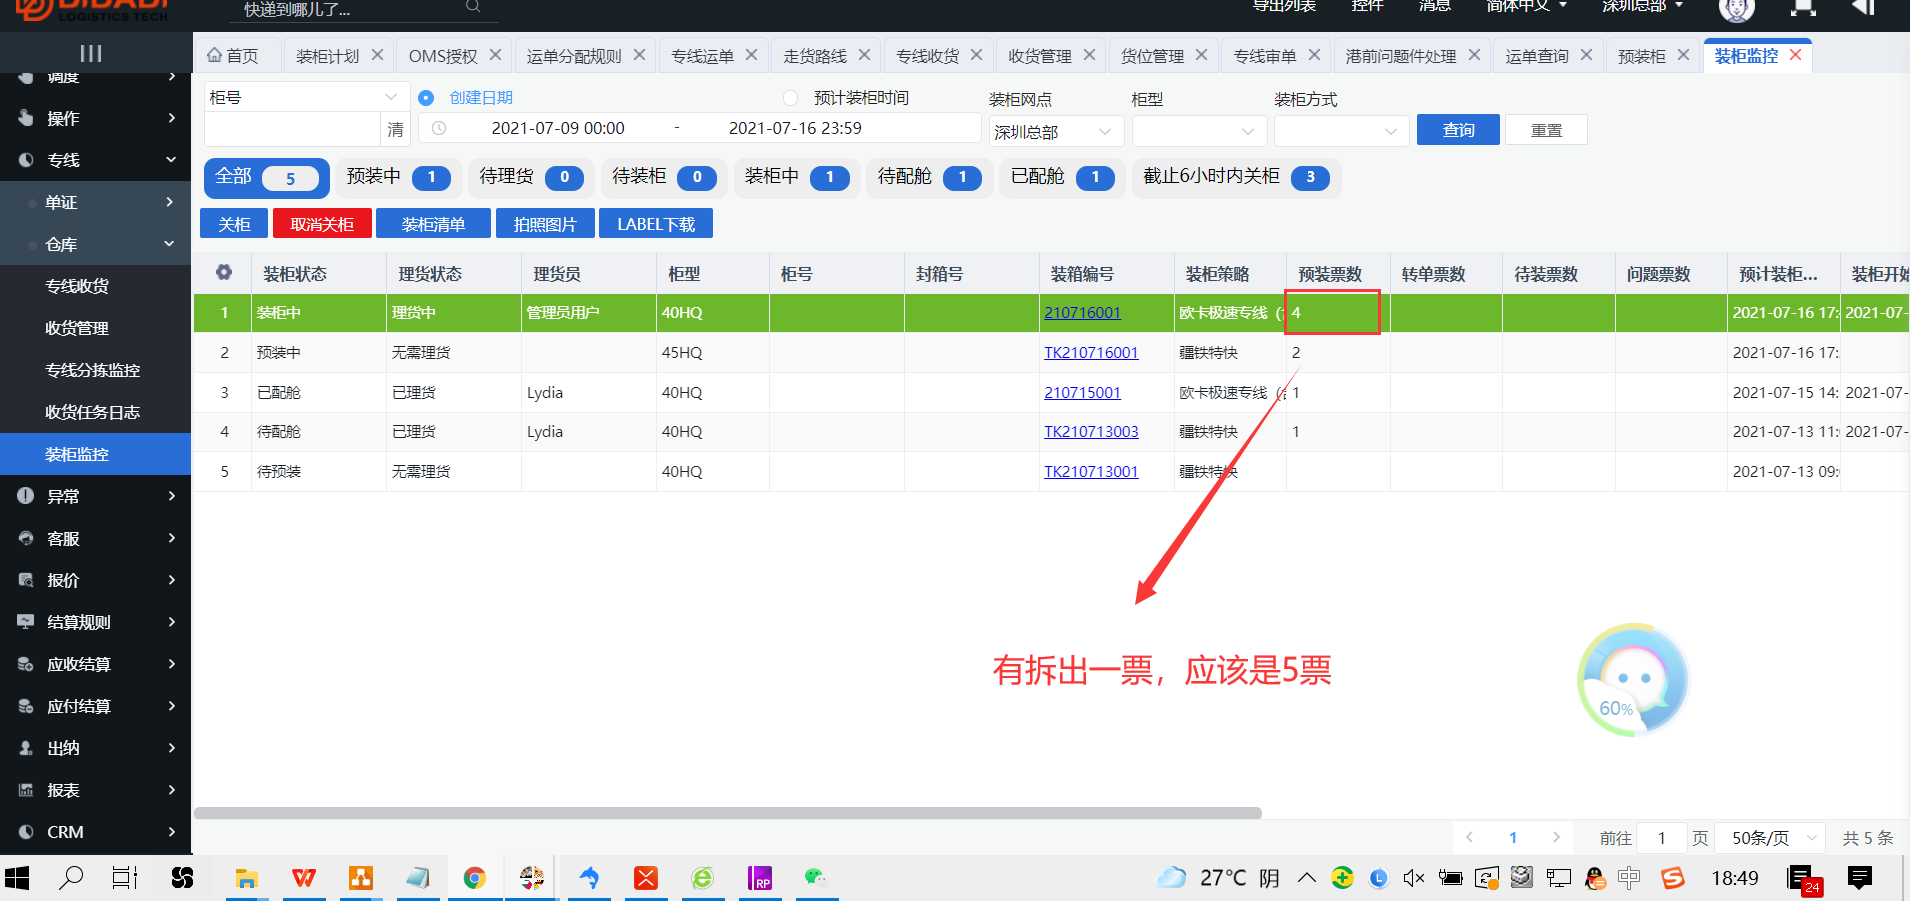 DIDADI
LOGISTICS TECH
快递到哪儿了...
导出列表 控件 消息 简体中文 深圳总部
首页 装柜计划 OMS授权 运单分配规则 专线运单 走货路线 专线收货 收货管理 货位管理 专线审单 港前问题件处理 运单查询 预装柜 装柜监控
调度
操作
专线
单证
仓库
专线收货
收货管理
专线分拣监控
收货任务日志
装柜监控
异常
客服
报价
结算规则
应收结算
应付结算
出纳
报表
CRM
柜号 创建日期 预计装柜时间 装柜网点 柜型 装柜方式
清 2021-07-09 00:00 - 2021-07-16 23:59 深圳总部 查询 重置
全部 5 预装中 1 待理货 0 待装柜 0 装柜中 1 待配舱 1 已配舱 1 截止6小时内关柜 3
关柜 取消关柜 装柜清单 拍照图片 LABEL下载
装柜状态 理货状态 理货员 柜型 柜号 封箱号 装箱编号 装柜策略 预装票数 转单票数 待装票数 问题票数 预计装柜... 装柜开始
1 装柜中 理货中 管理员用户 40HQ 210716001 欧卡极速专线 4 2021-07-16 17: 2021-07-
2 预装中 无需理货 45HQ TK210716001 疆铁特快 2 2021-07-16 17:
3 已配舱 已理货 Lydia 40HQ 210715001 欧卡极速专线 1 2021-07-15 14: 2021-07-
4 待配舱 已理货 Lydia 40HQ TK210713003 疆铁特快 1 2021-07-13 11: 2021-07-
5 待预装 无需理货 40HQ TK210713001 疆铁特快 2021-07-13 09:
有拆出一票，应该是5票
60%
1 前往 1 页 50条/页 共 5 条
RP 27°C 阴 中 18:49 24